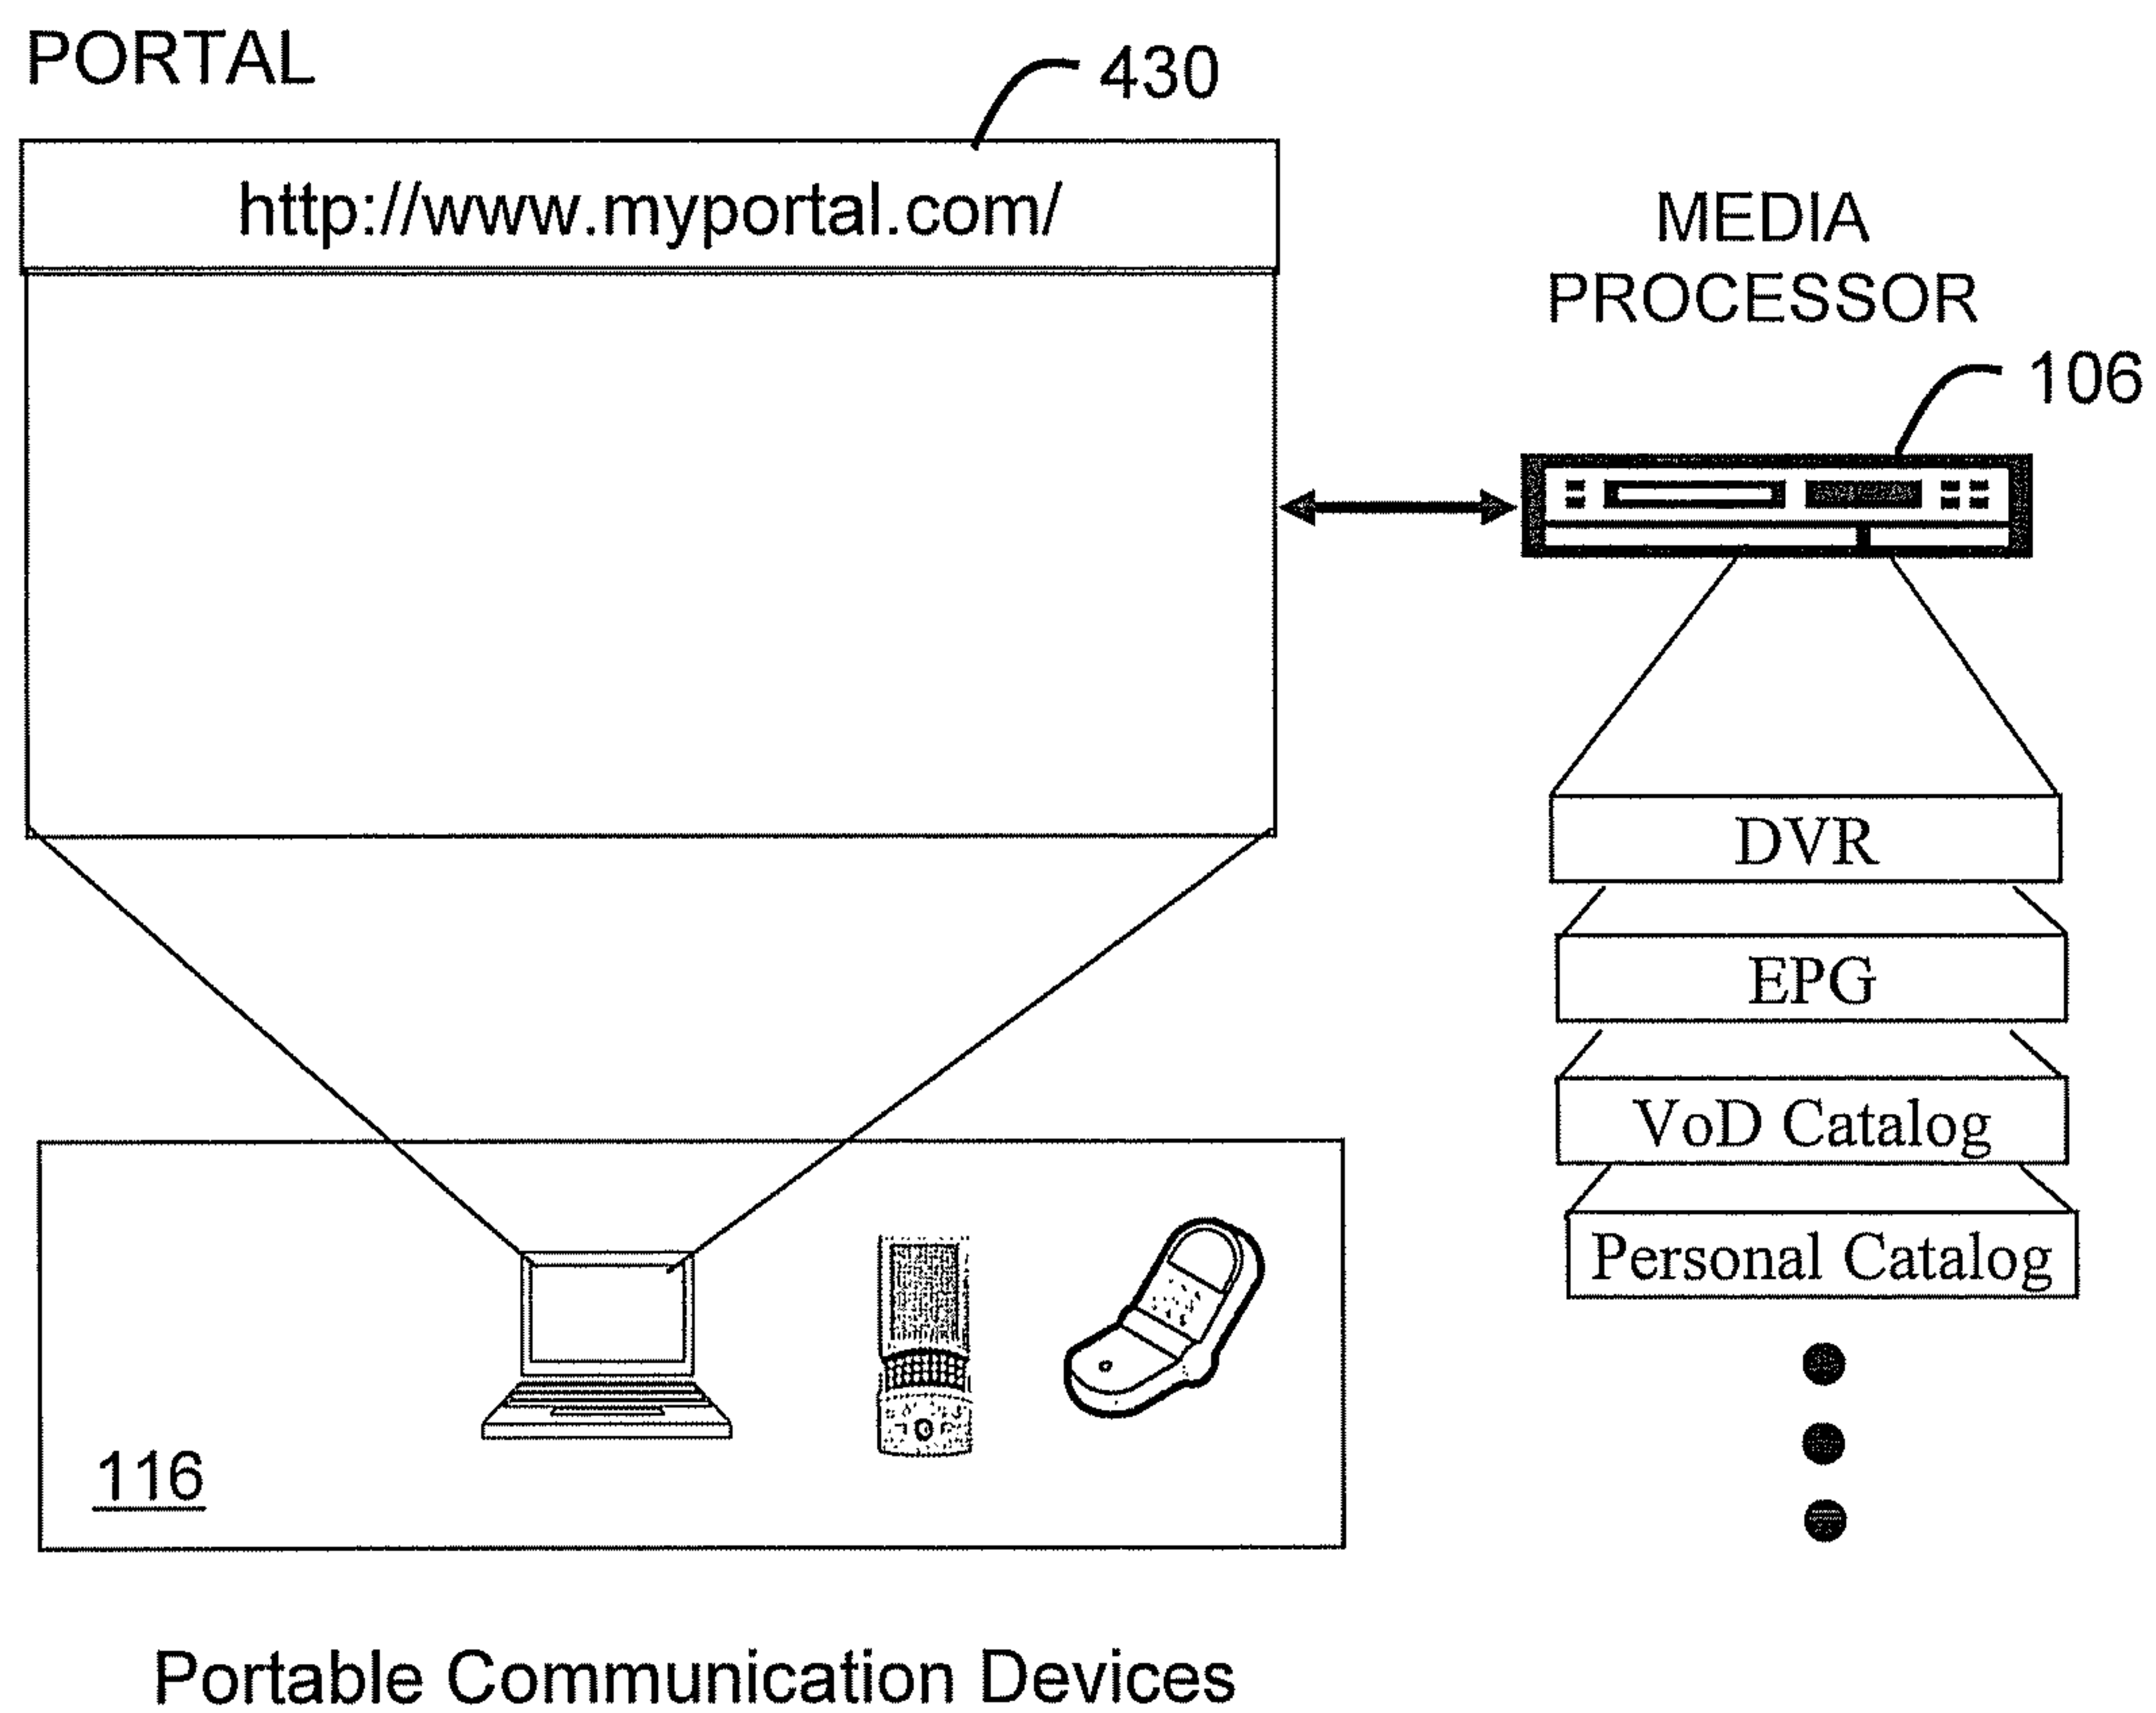 PORTAL
430
http://www.myportal.com/
MEDIA
PROCESSOR
106
DVR
EPG
VoD Catalog
Personal Catalog
116
Portable Communication Devices